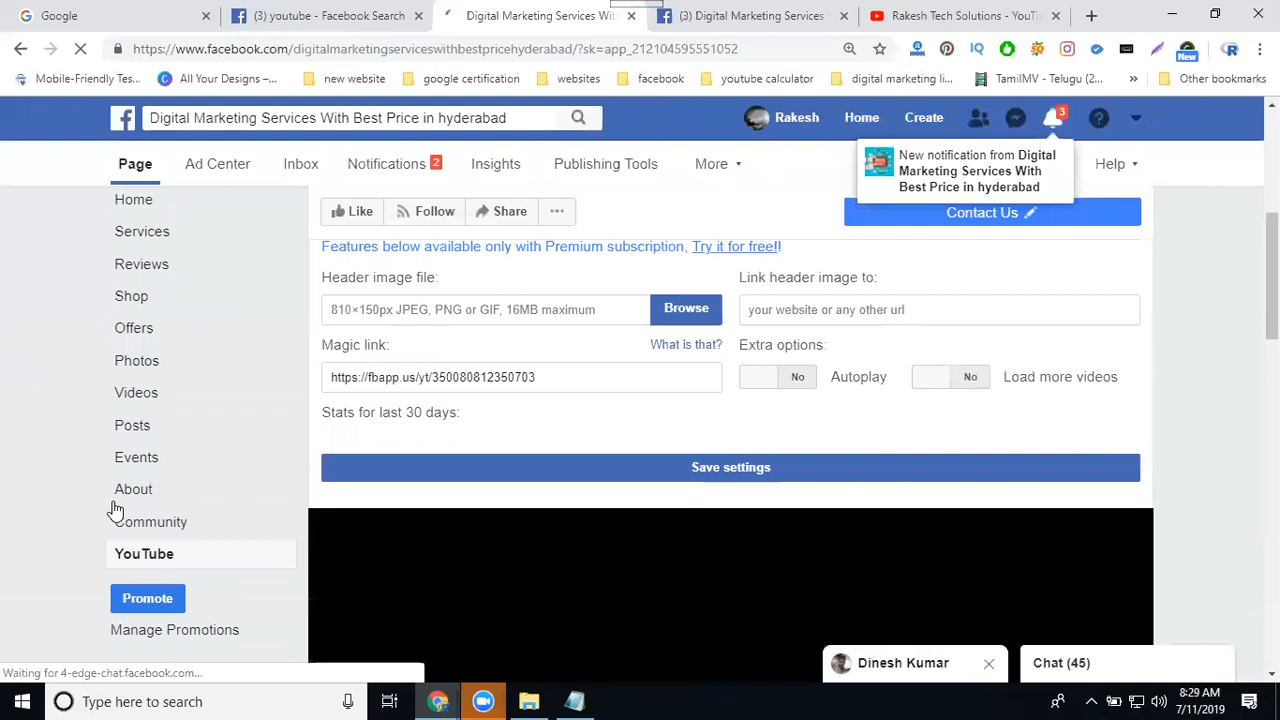 Google
(3) youtube - Facebook Search
Digital Marketing Services Wit
(3) Digital Marketing Services
Rakesh Tech Solutions - YouT
https://www.facebook.com/digitalmarketingserviceswithbestpricehyderabad/?sk=app_212104595551052
New
Mobile-Friendly Tes...
All Your Designs –...
new website
google certification
websites
facebook
youtube calculator
digital marketing li...
TamilMV - Telugu (2...
Other bookmarks
Digital Marketing Services With Best Price in hyderabad
Rakesh
Home
Create
3
Page
Ad Center
Inbox
Notifications 2
Insights
Publishing Tools
More
Help
New notification from Digital
Marketing Services With
Best Price in hyderabad
Home
Services
Reviews
Shop
Offers
Photos
Videos
Posts
Events
About
Community
YouTube
Promote
Manage Promotions
Like
Follow
Share
Contact Us
Features below available only with Premium subscription, Try it for free!!
Header image file:
Link header image to:
810×150px JPEG, PNG or GIF, 16MB maximum
Browse
your website or any other url
Magic link:
What is that?
Extra options:
https://fbapp.us/yt/350080812350703
No
Autoplay
No
Load more videos
Stats for last 30 days:
Save settings
Waiting for 4-edge-chat.facebook.com...
Dinesh Kumar
Chat (45)
Type here to search
8:29 AM
7/11/2019